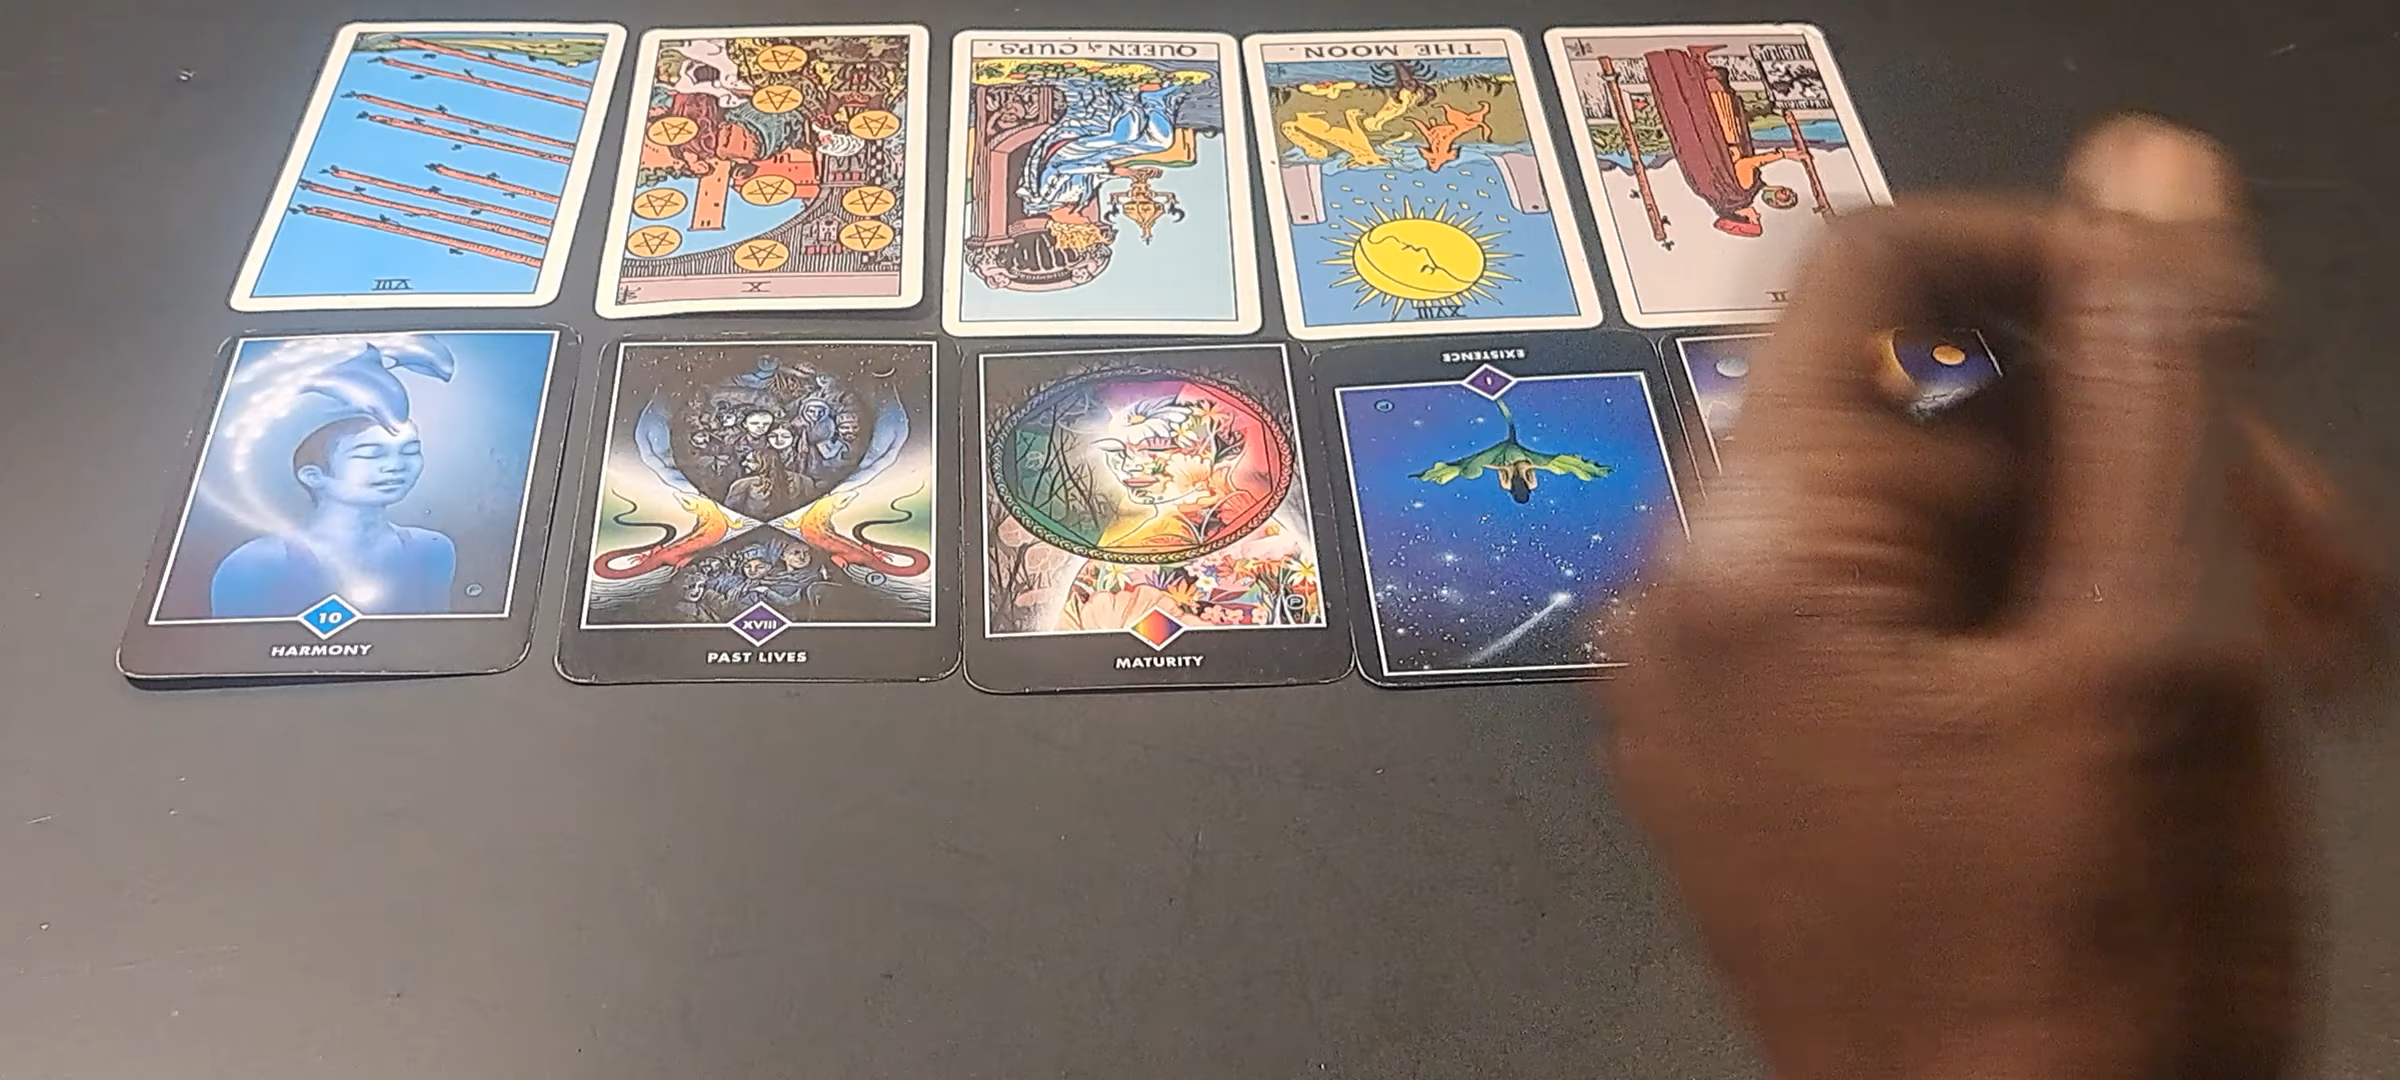 QUEEN of CUPS.
THE MOON.
VIII
X
XVIII
II
EXISTENCE
I
10
HARMONY
XVIII
PAST LIVES
MATURITY